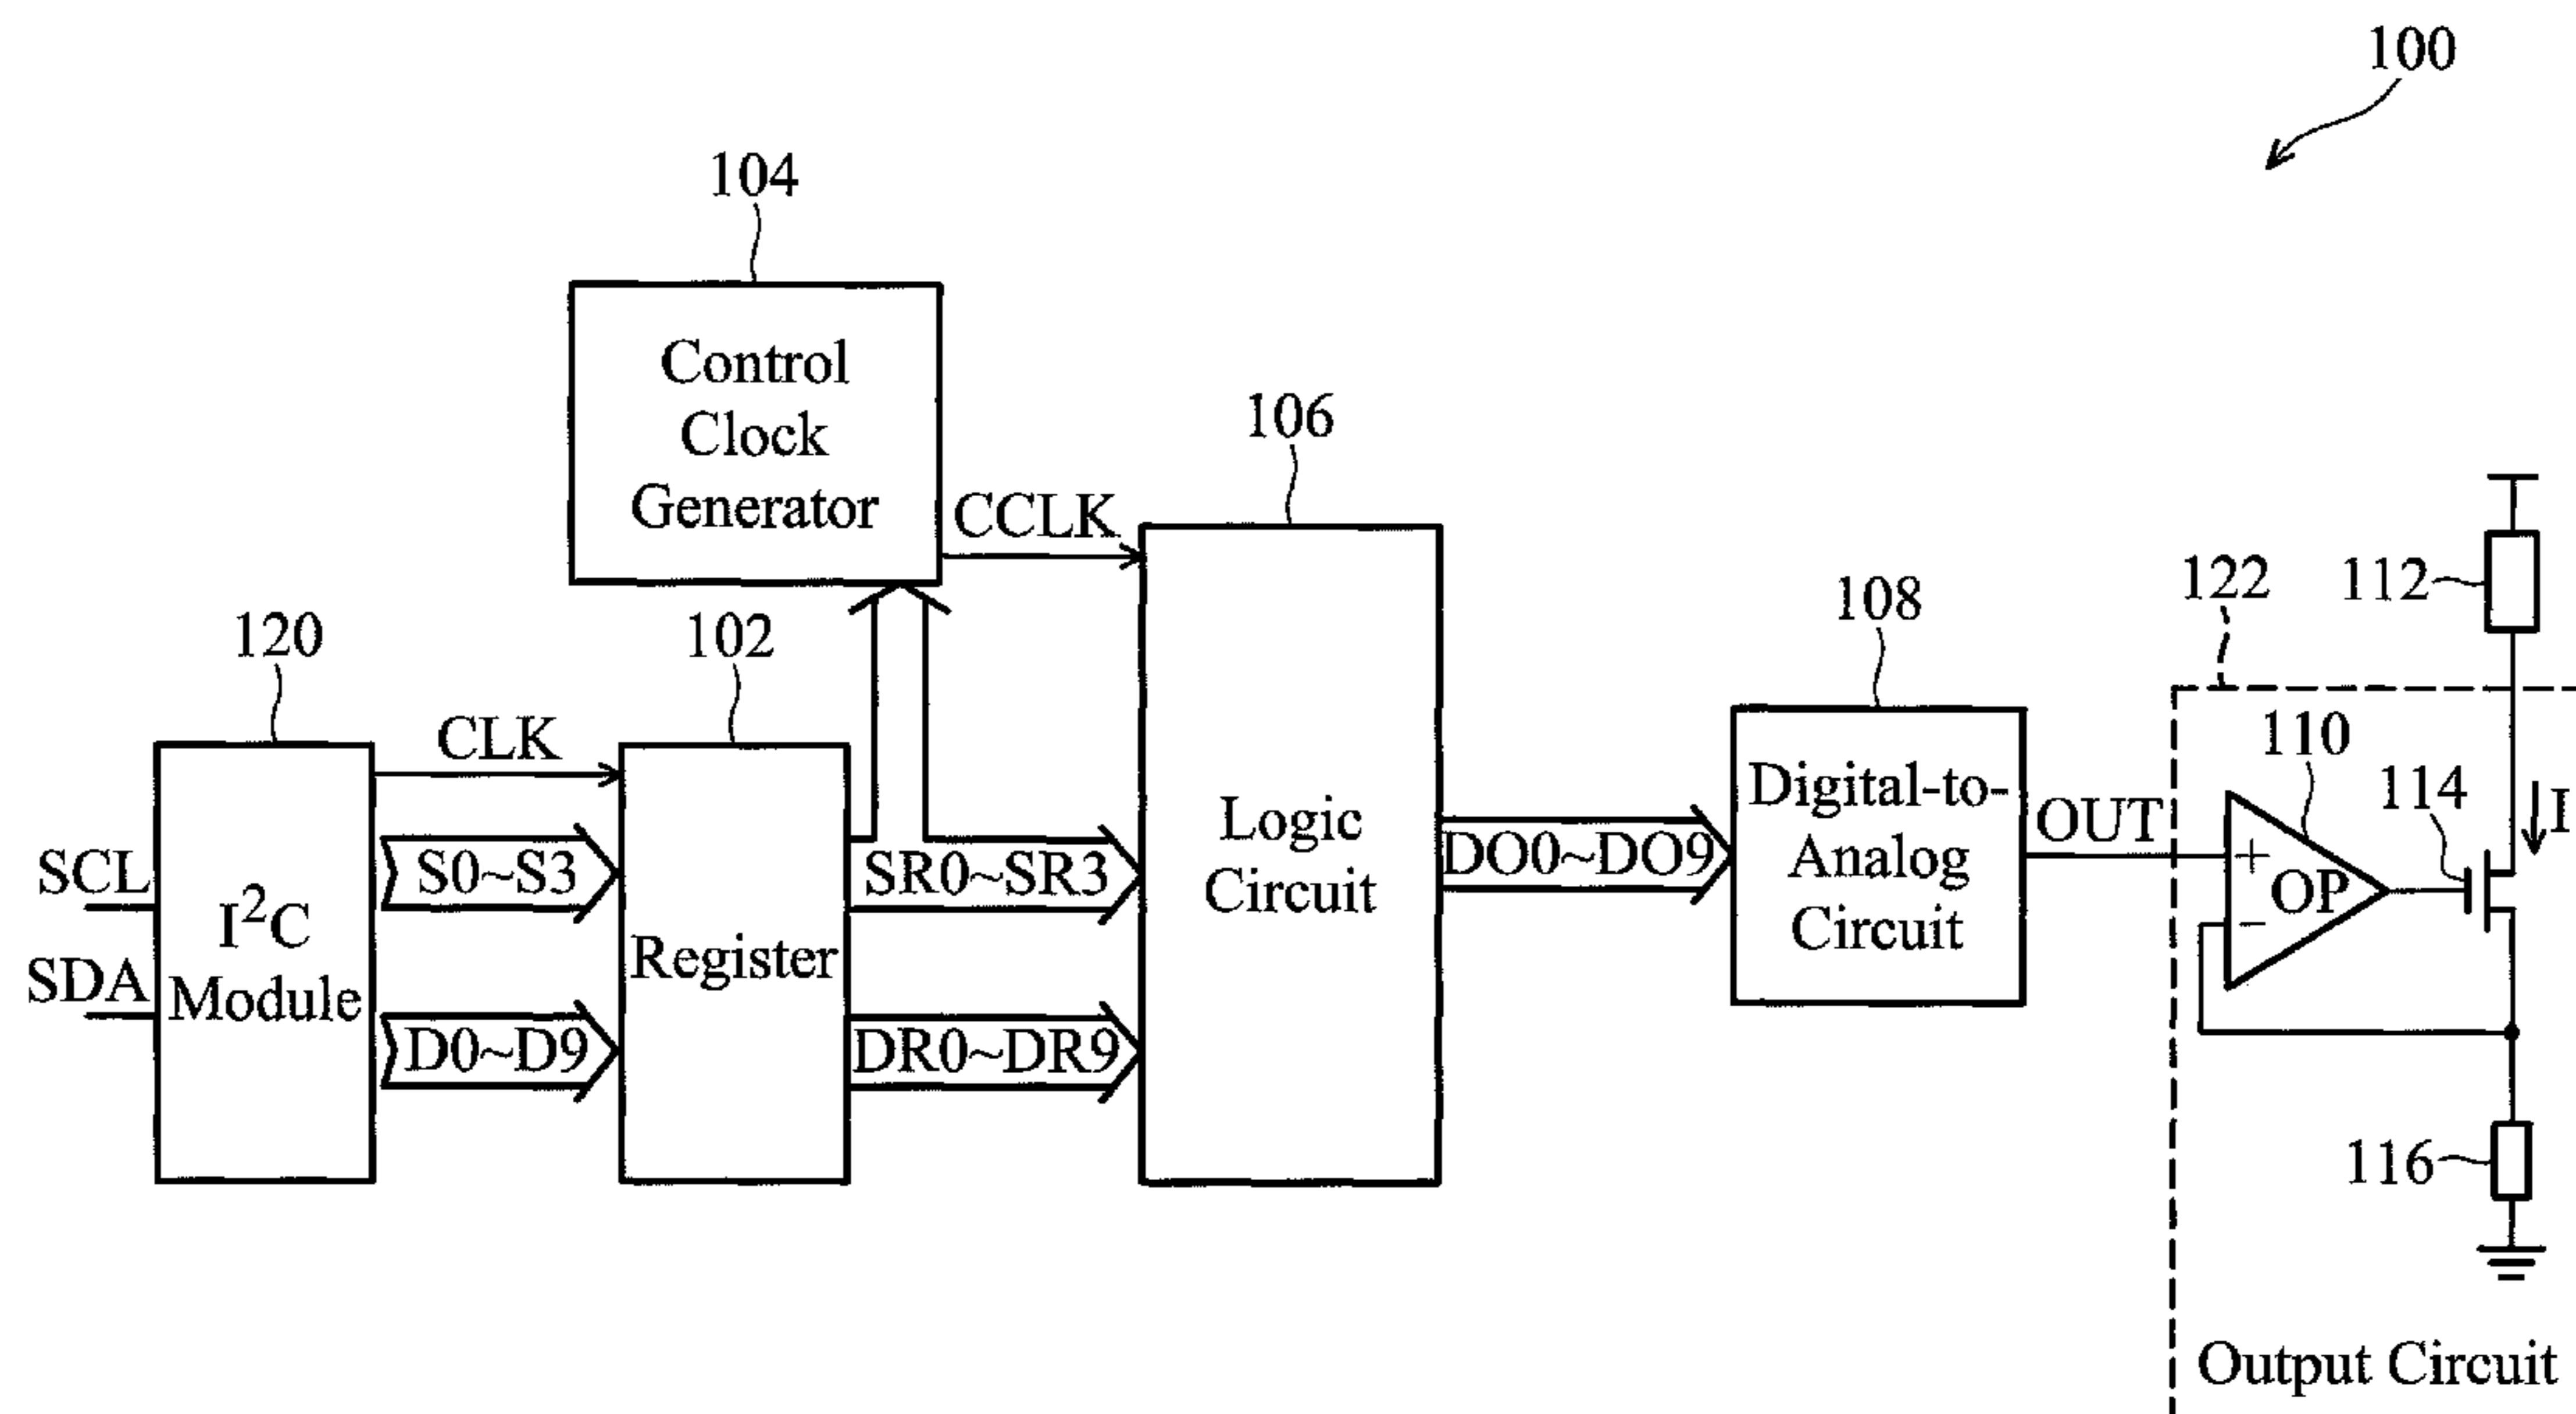 100
104
Control
Clock
Generator
CCLK
106
120
102
CLK
SCL
SDA
I²C
Module
S0~S3
D0~D9
Register
SR0~SR3
DR0~DR9
Logic
Circuit
DO0~DO9
108
Digital-to-
Analog
Circuit
OUT
122
112
110
114
I
+
OP
−
116
Output Circuit